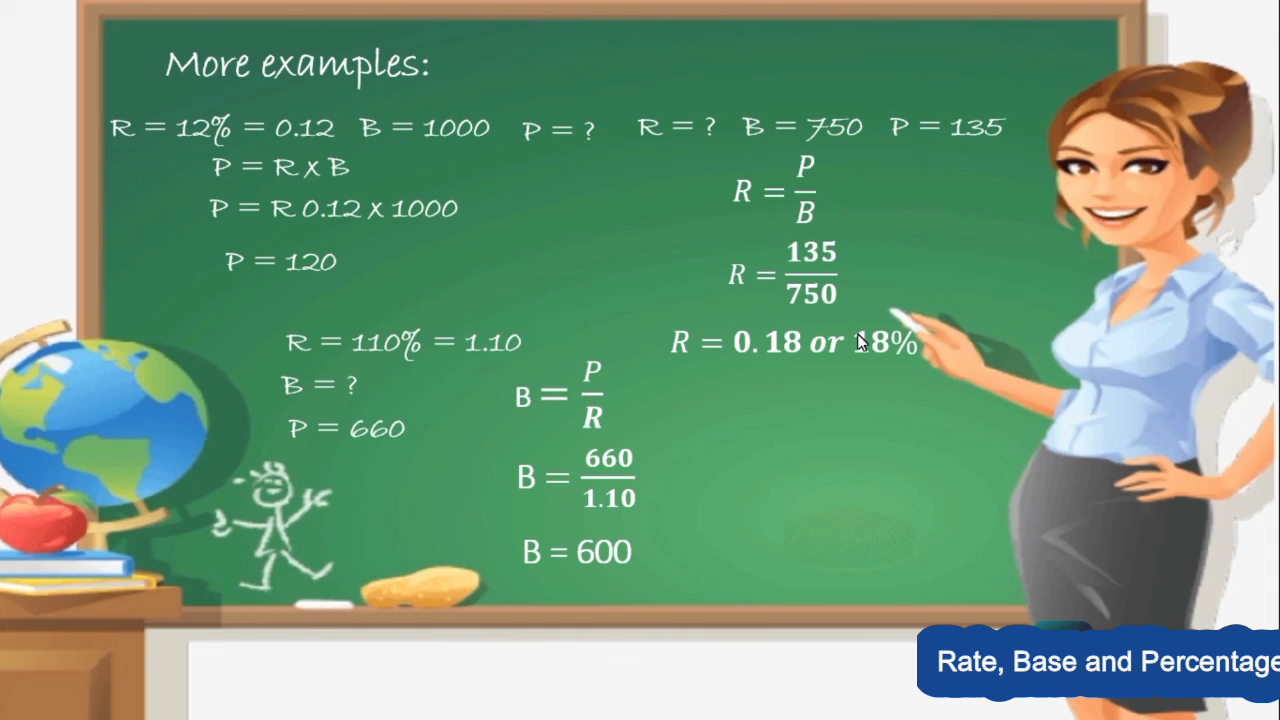 More examples:
R = 12% = 0.12 B = 1000 P = ?
P = R x B
P = R 0.12 x 1000
P = 120
R = ? B = 750 P = 135
R = P/B
R = 135/750
R = 0.18 or 18%
R = 110% = 1.10
B = ?
P = 660
B = P/R
B = 660/1.10
B = 600
Rate, Base and Percentage